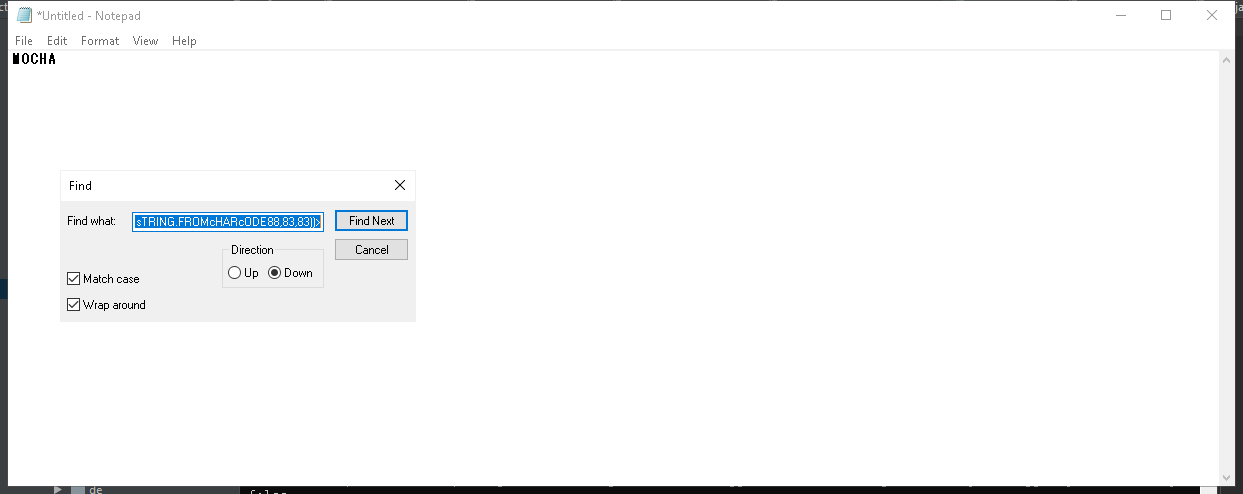 *Untitled - Notepad
File Edit Format View Help
MOCHA
Find
Find what: sTRING.FROMcHARcODE88,83,83))>
Find Next
Direction
Cancel
Up Down
Match case
Wrap around
de